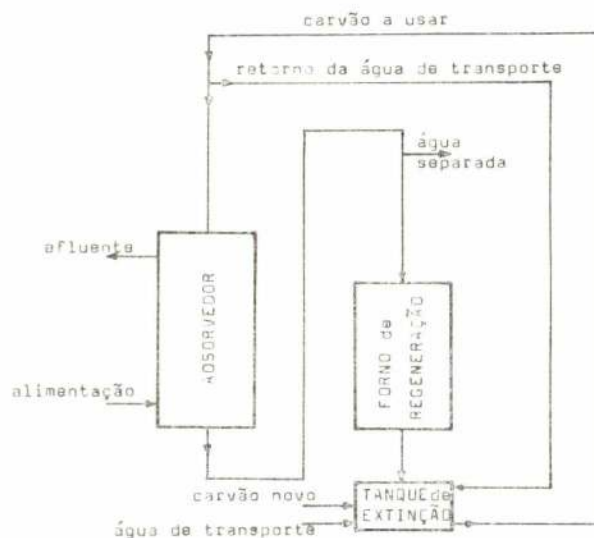 carvão a usar
retorno da água de transporte
água
separada
efluente
ADSORVEDOR
FORNO de
REGENERAÇÃO
alimentação
carvão novo
TANQUE de
EXTINÇÃO
água de transporte